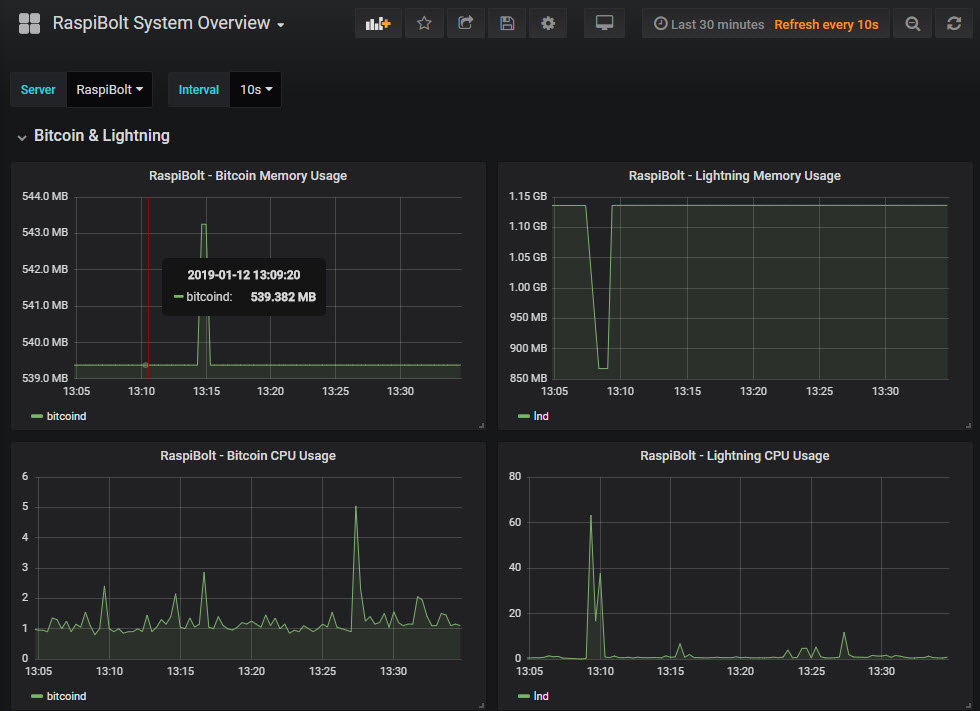 RaspiBolt System Overview
Last 30 minutes Refresh every 10s
Server RaspiBolt Interval 10s
Bitcoin & Lightning
RaspiBolt - Bitcoin Memory Usage
544.0 MB
543.0 MB
542.0 MB
541.0 MB
540.0 MB
539.0 MB
13:05 13:10 13:15 13:20 13:25 13:30
2019-01-12 13:09:20
bitcoind: 539.382 MB
bitcoind
RaspiBolt - Lightning Memory Usage
1.15 GB
1.10 GB
1.05 GB
1.00 GB
950 MB
900 MB
850 MB
13:05 13:10 13:15 13:20 13:25 13:30
lnd
RaspiBolt - Bitcoin CPU Usage
6
5
4
3
2
1
0
13:05 13:10 13:15 13:20 13:25 13:30
bitcoind
RaspiBolt - Lightning CPU Usage
80
60
40
20
0
13:05 13:10 13:15 13:20 13:25 13:30
lnd